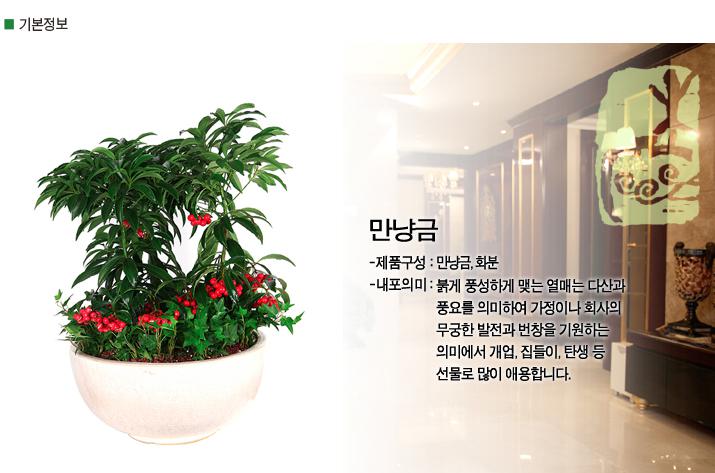 기본정보
만냥금
-제품구성 : 만냥금, 화분
-내포의미 : 붉게 풍성하게 맺는 열매는 다산과
풍요를 의미하여 가정이나 회사의
무궁한 발전과 번창을 기원하는
의미에서 개업, 집들이, 탄생 등
선물로 많이 애용합니다.